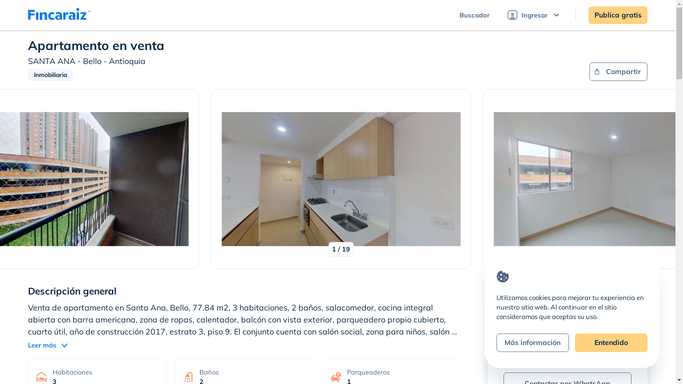 Fincaraiz
Buscador
Ingresar
Publica gratis
Apartamento en venta
SANTA ANA - Bello - Antioquia
Inmobiliaria
Compartir
1 / 19
Descripción general
Venta de apartamento en Santa Ana, Bello, 77.84 m2, 3 habitaciones, 2 baños, salacomedor, cocina integral
abierta con barra americana, zona de ropas, calentador, balcón con vista exterior, parqueadero propio cubierto,
cuarto útil, año de construcción 2017, estrato 3, piso 9. El conjunto cuenta con salón social, zona para niños, salón ...
Leer más
Habitaciones
3
Baños
2
Parqueaderos
1
Utilizamos cookies para mejorar tu experiencia en
nuestro sitio web. Al continuar en el sitio
consideramos que aceptas su uso.
Más información
Entendido
Contactar por WhatsApp